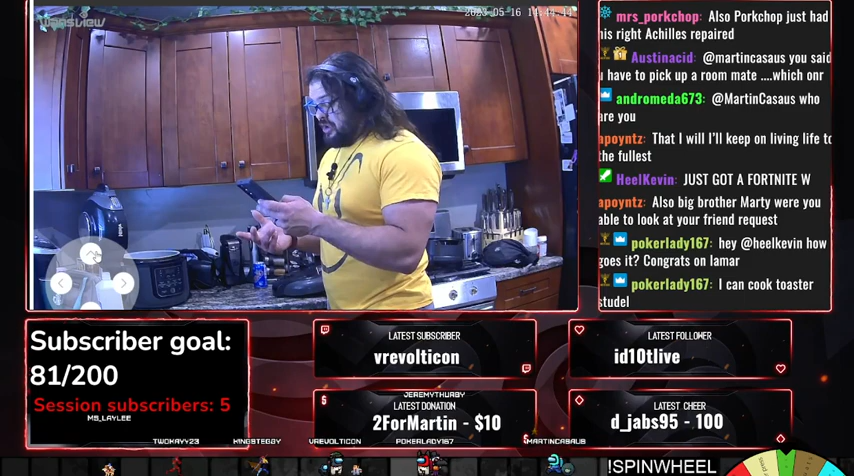 wansview
2023-05-16 14:44:14
mrs_porkchop: Also Porkchop just had
his right Achilles repaired
Austinacid: @martincasaus you said
u have to pick up a room mate ....which onr
andromeda673: @MartinCasaus who
are you
apoyntz: That I will I'll keep on living life to
the fullest
HeelKevin: JUST GOT A FORTNITE W
apoyntz: Also big brother Marty were you
able to look at your friend request
pokerlady167: hey @heelkevin how
goes it? Congrats on lamar
pokerlady167: I can cook toaster
studel
Subscriber goal:
81/200
Session subscribers: 5
MS_LAYLEE
LATEST SUBSCRIBER
vrevolticon
LATEST FOLLOWER
id10tlive
JEREMYTHURBY
LATEST DONATION
2ForMartin - $10
LATEST CHEER
d_jabs95 - 100
TWOKAYY23
K1NGSTEGGY
VREVOLTICON
POKERLADY167
MARTINCASAUS
!SPINWHEEL